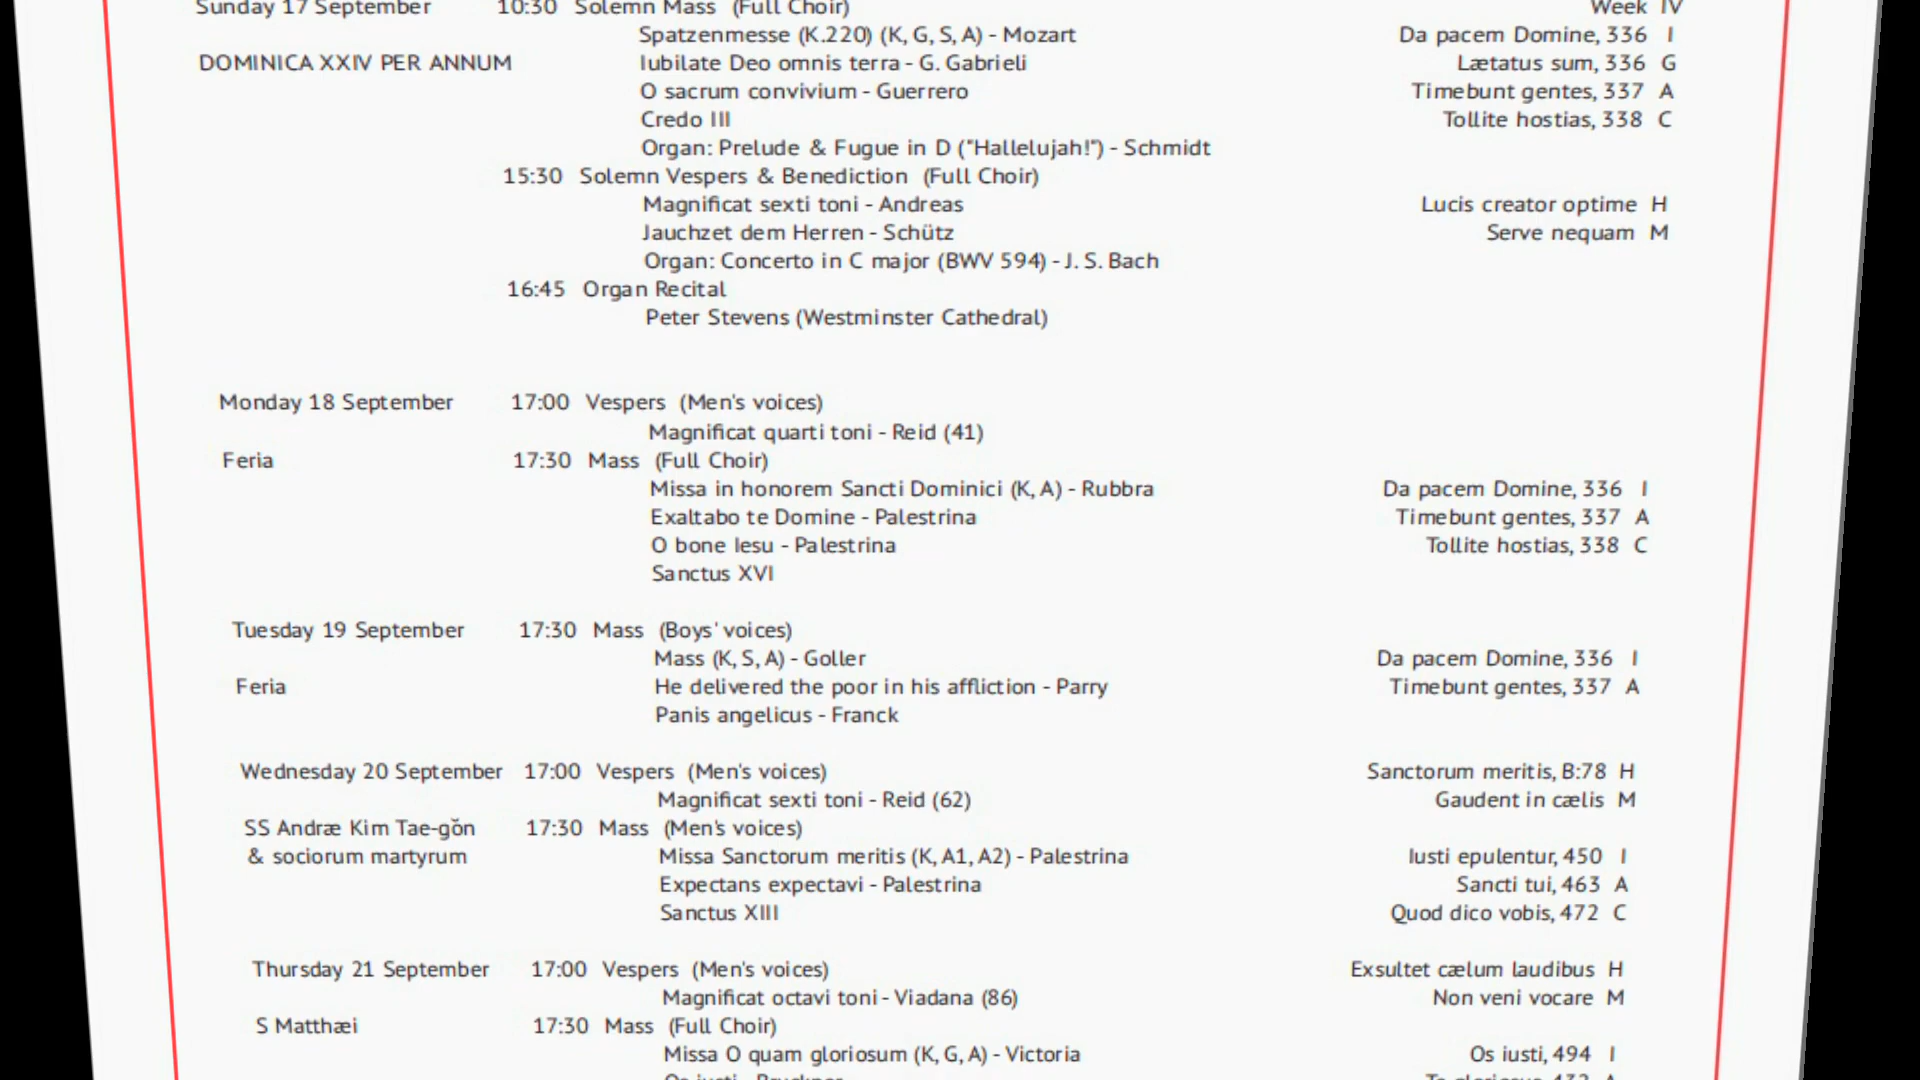 Sunday 17 September 10:30 Solemn Mass (Full Choir) Week IV
Spatzenmesse (K.220) (K, G, S, A) - Mozart Da pacem Domine, 336 I
DOMINICA XXIV PER ANNUM Iubilate Deo omnis terra - G. Gabrieli Lætatus sum, 336 G
O sacrum convivium - Guerrero Timebunt gentes, 337 A
Credo III Tollite hostias, 338 C
Organ: Prelude & Fugue in D ("Hallelujah!") - Schmidt
15:30 Solemn Vespers & Benediction (Full Choir)
Magnificat sexti toni - Andreas Lucis creator optime H
Jauchzet dem Herren - Schütz Serve nequam M
Organ: Concerto in C major (BWV 594) - J. S. Bach
16:45 Organ Recital
Peter Stevens (Westminster Cathedral)
Monday 18 September 17:00 Vespers (Men's voices)
Magnificat quarti toni - Reid (41)
Feria 17:30 Mass (Full Choir)
Missa in honorem Sancti Dominici (K, A) - Rubbra Da pacem Domine, 336 I
Exaltabo te Domine - Palestrina Timebunt gentes, 337 A
O bone Iesu - Palestrina Tollite hostias, 338 C
Sanctus XVI
Tuesday 19 September 17:30 Mass (Boys' voices)
Mass (K, S, A) - Goller Da pacem Domine, 336 I
Feria He delivered the poor in his affliction - Parry Timebunt gentes, 337 A
Panis angelicus - Franck
Wednesday 20 September 17:00 Vespers (Men's voices) Sanctorum meritis, B:78 H
Magnificat sexti toni - Reid (62) Gaudent in cælis M
SS Andræ Kim Tae-gŏn 17:30 Mass (Men's voices)
& sociorum martyrum Missa Sanctorum meritis (K, A1, A2) - Palestrina Iusti epulentur, 450 I
Expectans expectavi - Palestrina Sancti tui, 463 A
Sanctus XIII Quod dico vobis, 472 C
Thursday 21 September 17:00 Vespers (Men's voices) Exsultet cælum laudibus H
Magnificat octavi toni - Viadana (86) Non veni vocare M
S Matthæi 17:30 Mass (Full Choir)
Missa O quam gloriosum (K, G, A) - Victoria Os iusti, 494 I